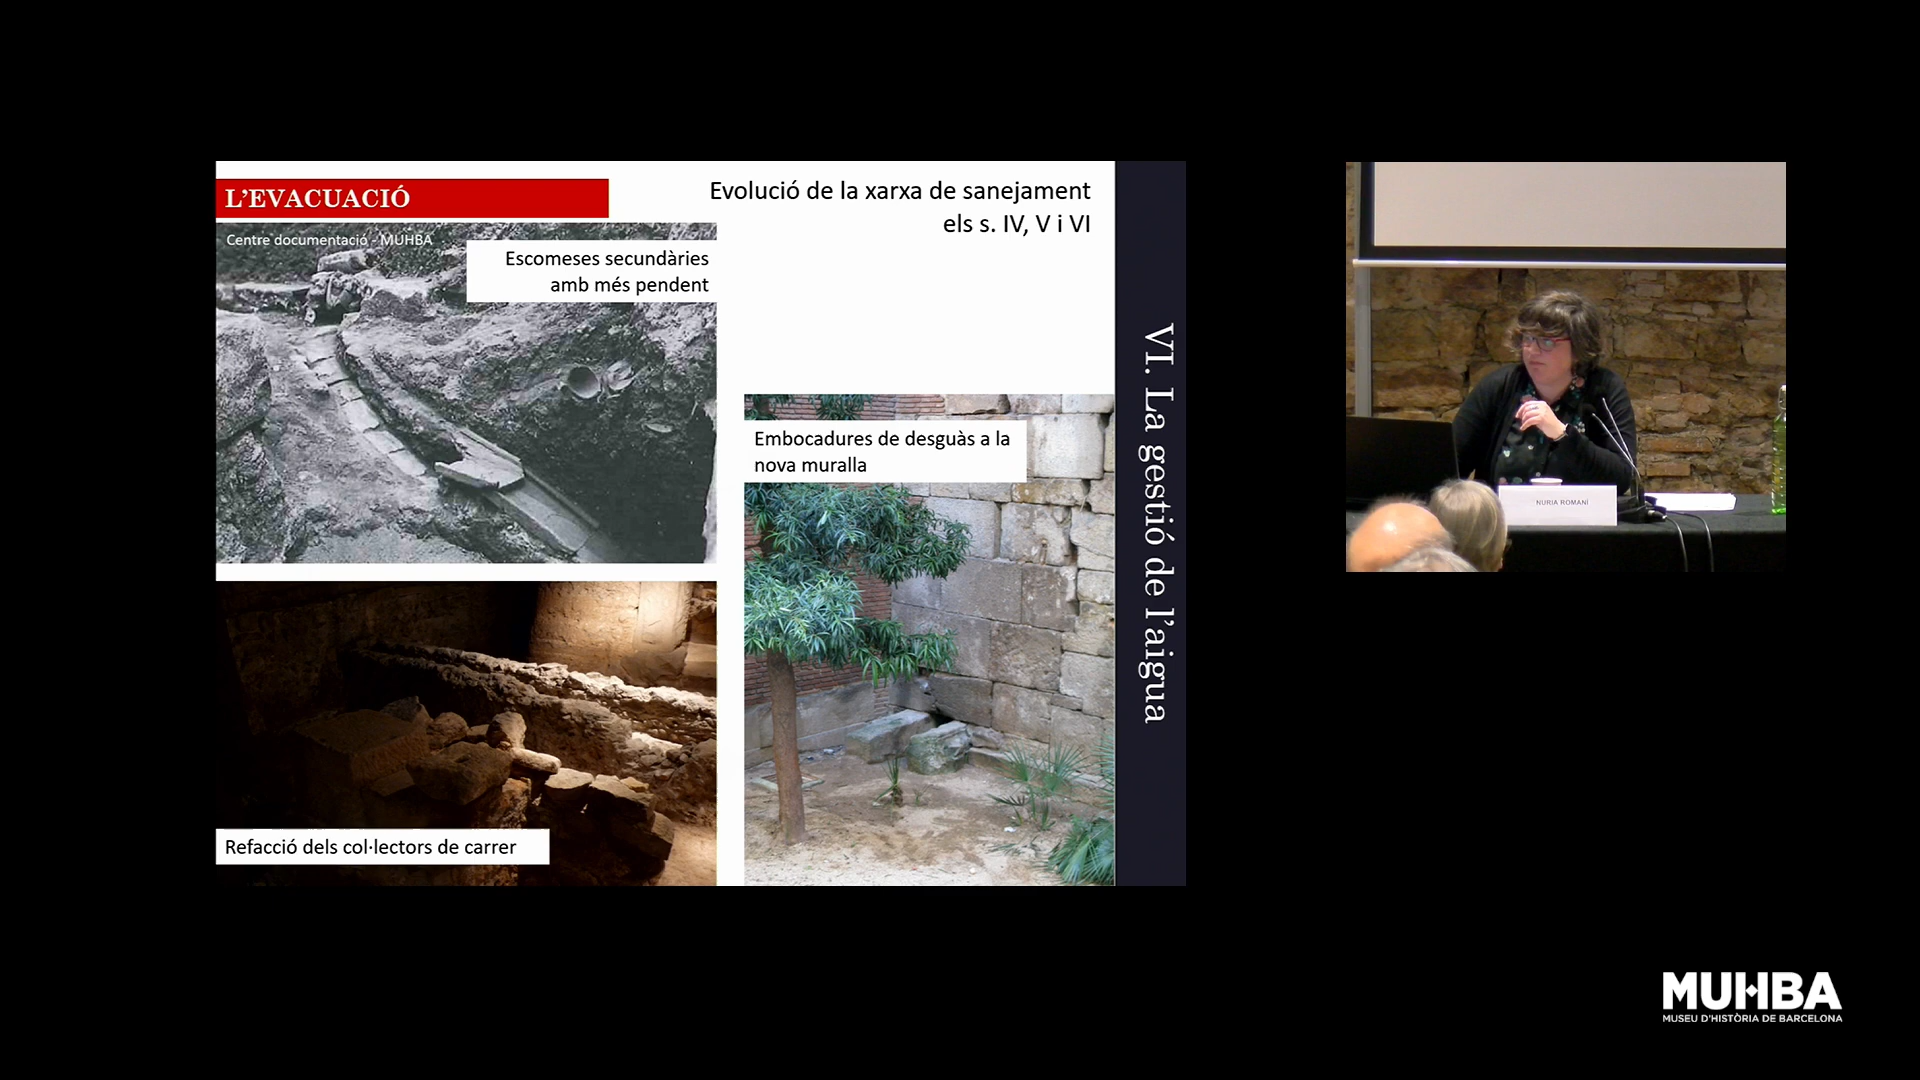 L'EVACUACIÓ
Evolució de la xarxa de sanejament
els s. IV, V i VI
Centre documentació - MUHBA
Escomeses secundàries
amb més pendent
Embocadures de desguàs a la
nova muralla
Refacció dels col·lectors de carrer
VI. La gestió de l'aigua
NÚRIA ROMANÍ
MUHBA
MUSEU D'HISTÒRIA DE BARCELONA